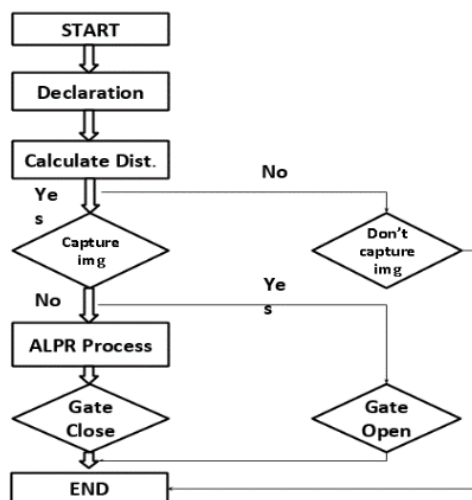 START
Declaration
Calculate Dist.
No
Ye
s
Capture
img
Don't
capture
img
No
Ye
s
ALPR Process
Gate
Close
Gate
Open
END